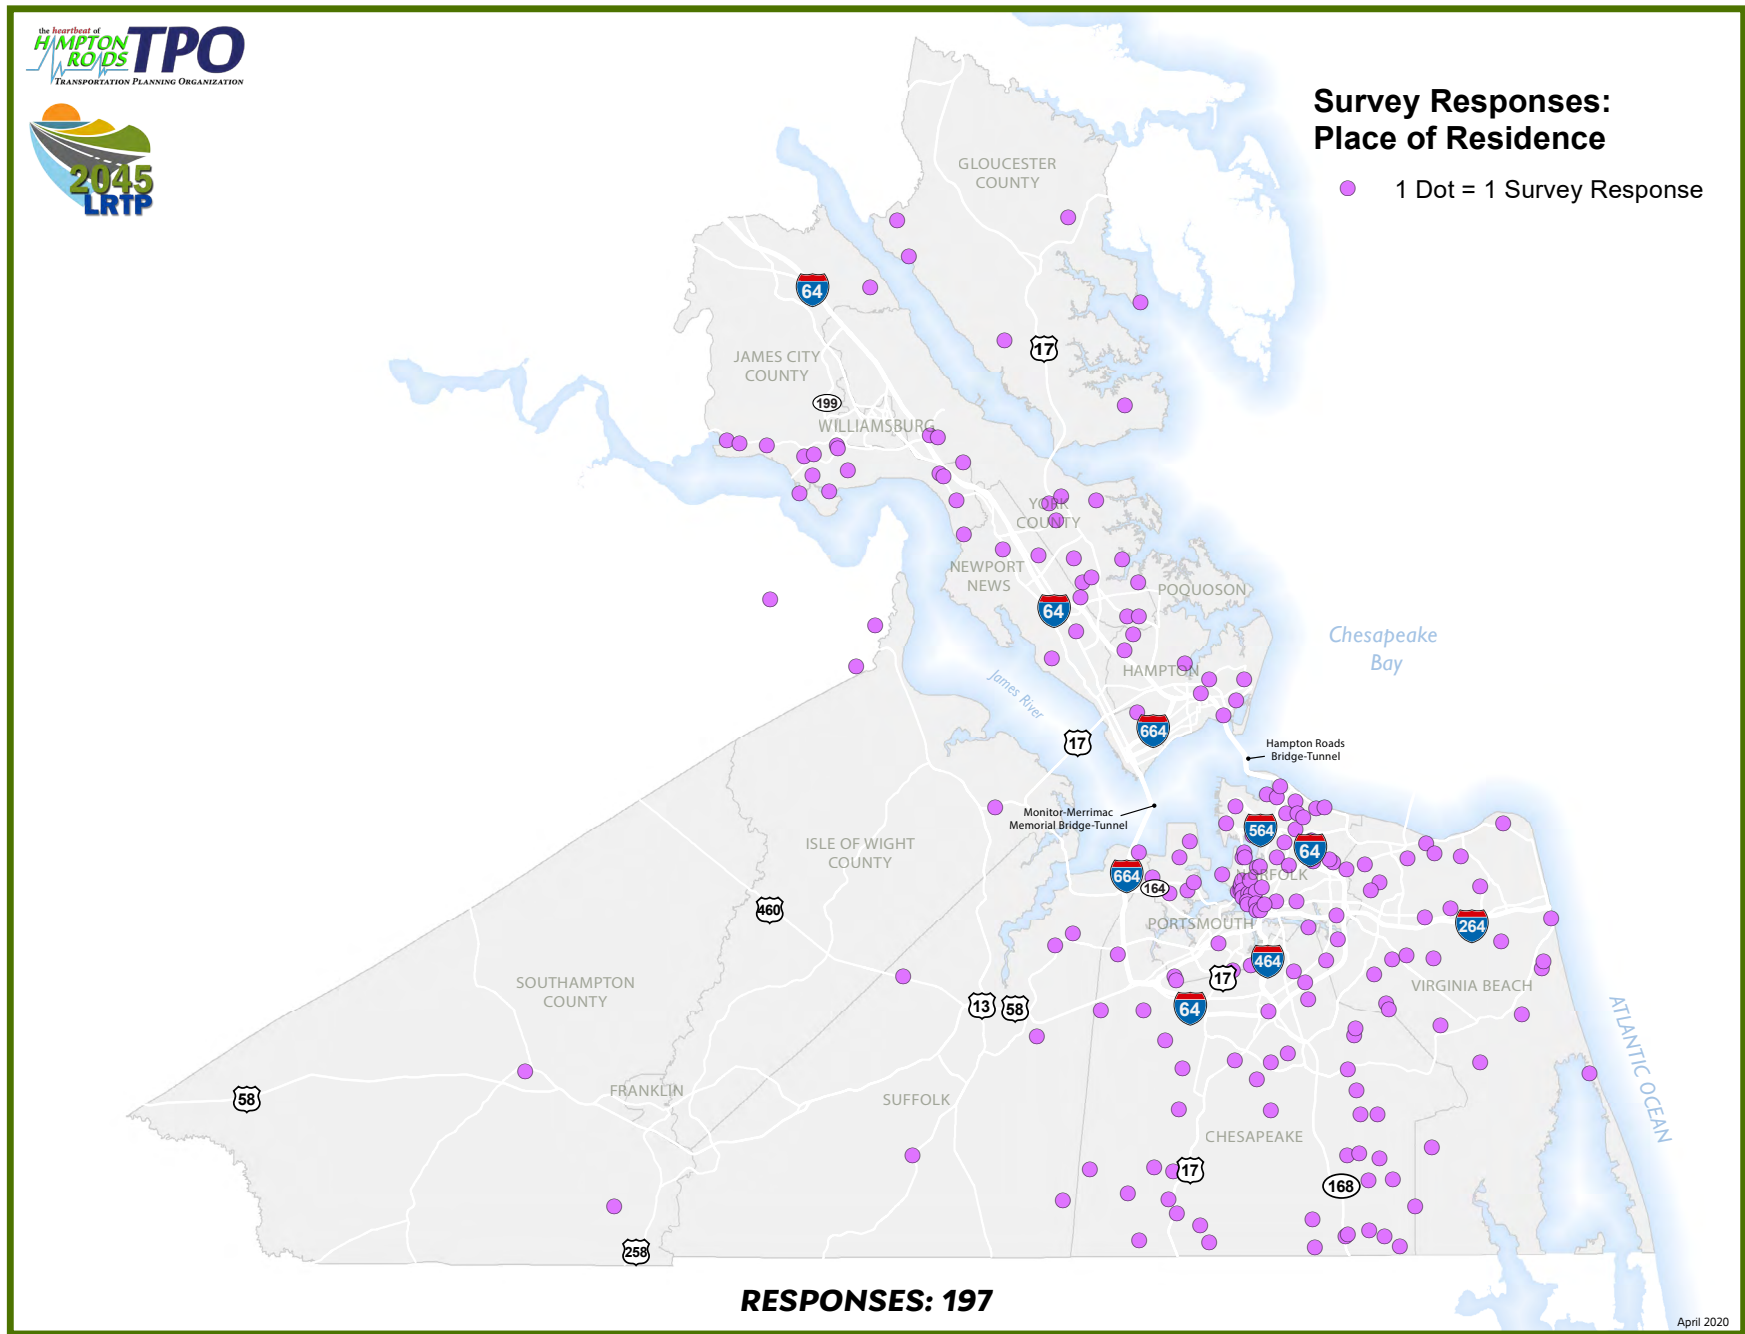 the heartbeat of
HAMPTON
ROADS
TPO
TRANSPORTATION PLANNING ORGANIZATION
2045
LRTP
Survey Responses:
Place of Residence
1 Dot = 1 Survey Response
GLOUCESTER
COUNTY
64
17
JAMES CITY
COUNTY
199
WILLIAMSBURG
YORK
COUNTY
NEWPORT
NEWS
POQUOSON
64
Chesapeake
Bay
HAMPTON
James River
664
17
Hampton Roads
Bridge-Tunnel
Monitor-Merrimac
Memorial Bridge-Tunnel
564
64
ISLE OF WIGHT
COUNTY
664
164
NORFOLK
460
PORTSMOUTH
264
464
SOUTHAMPTON
COUNTY
17
VIRGINIA BEACH
13
58
64
ATLANTIC OCEAN
58
FRANKLIN
SUFFOLK
CHESAPEAKE
17
168
258
RESPONSES: 197
April 2020